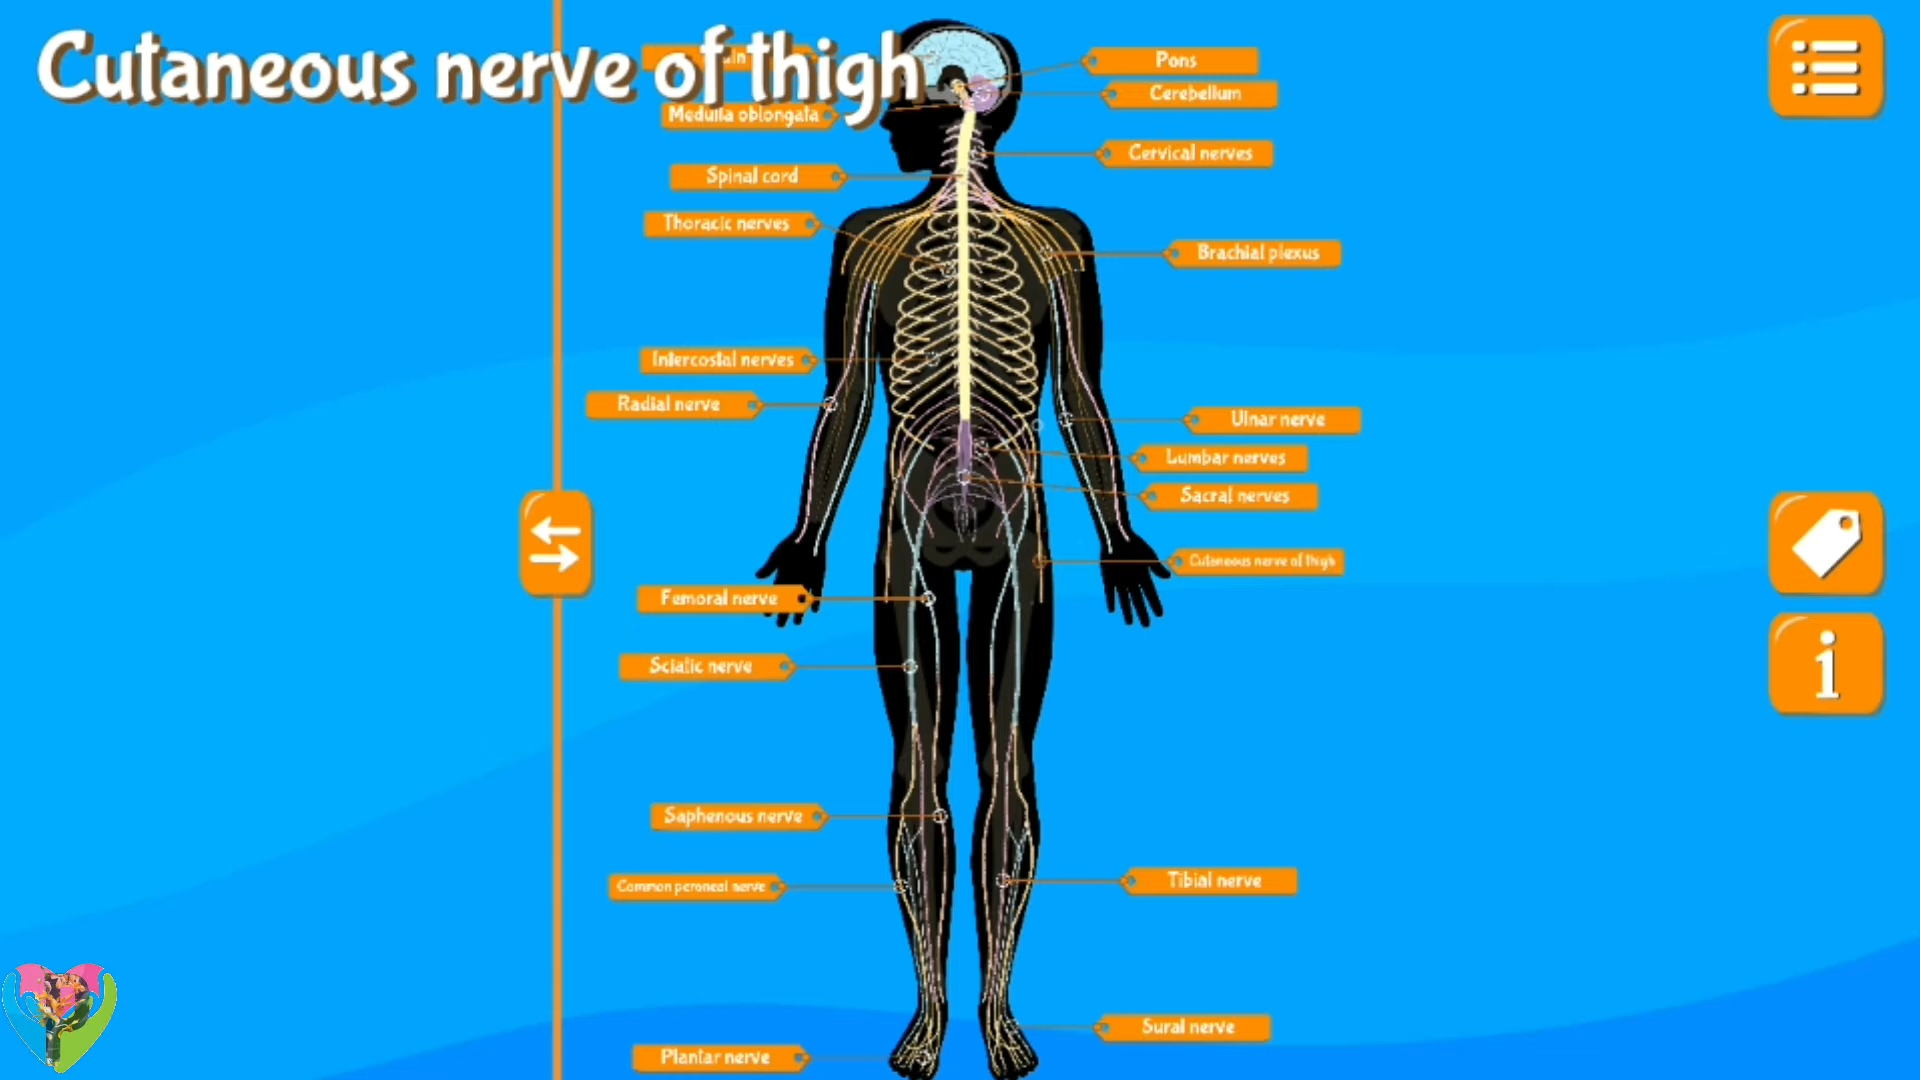 Cutaneous nerve of thigh
Pons
Cerebellum
Medulla oblongata
Cervical nerves
Spinal cord
Thoracic nerves
Brachial plexus
Intercostal nerves
Radial nerve
Ulnar nerve
Lumbar nerves
Sacral nerves
Cutaneous nerve of thigh
Femoral nerve
Sciatic nerve
Saphenous nerve
Common peroneal nerve
Tibial nerve
Sural nerve
Plantar nerve